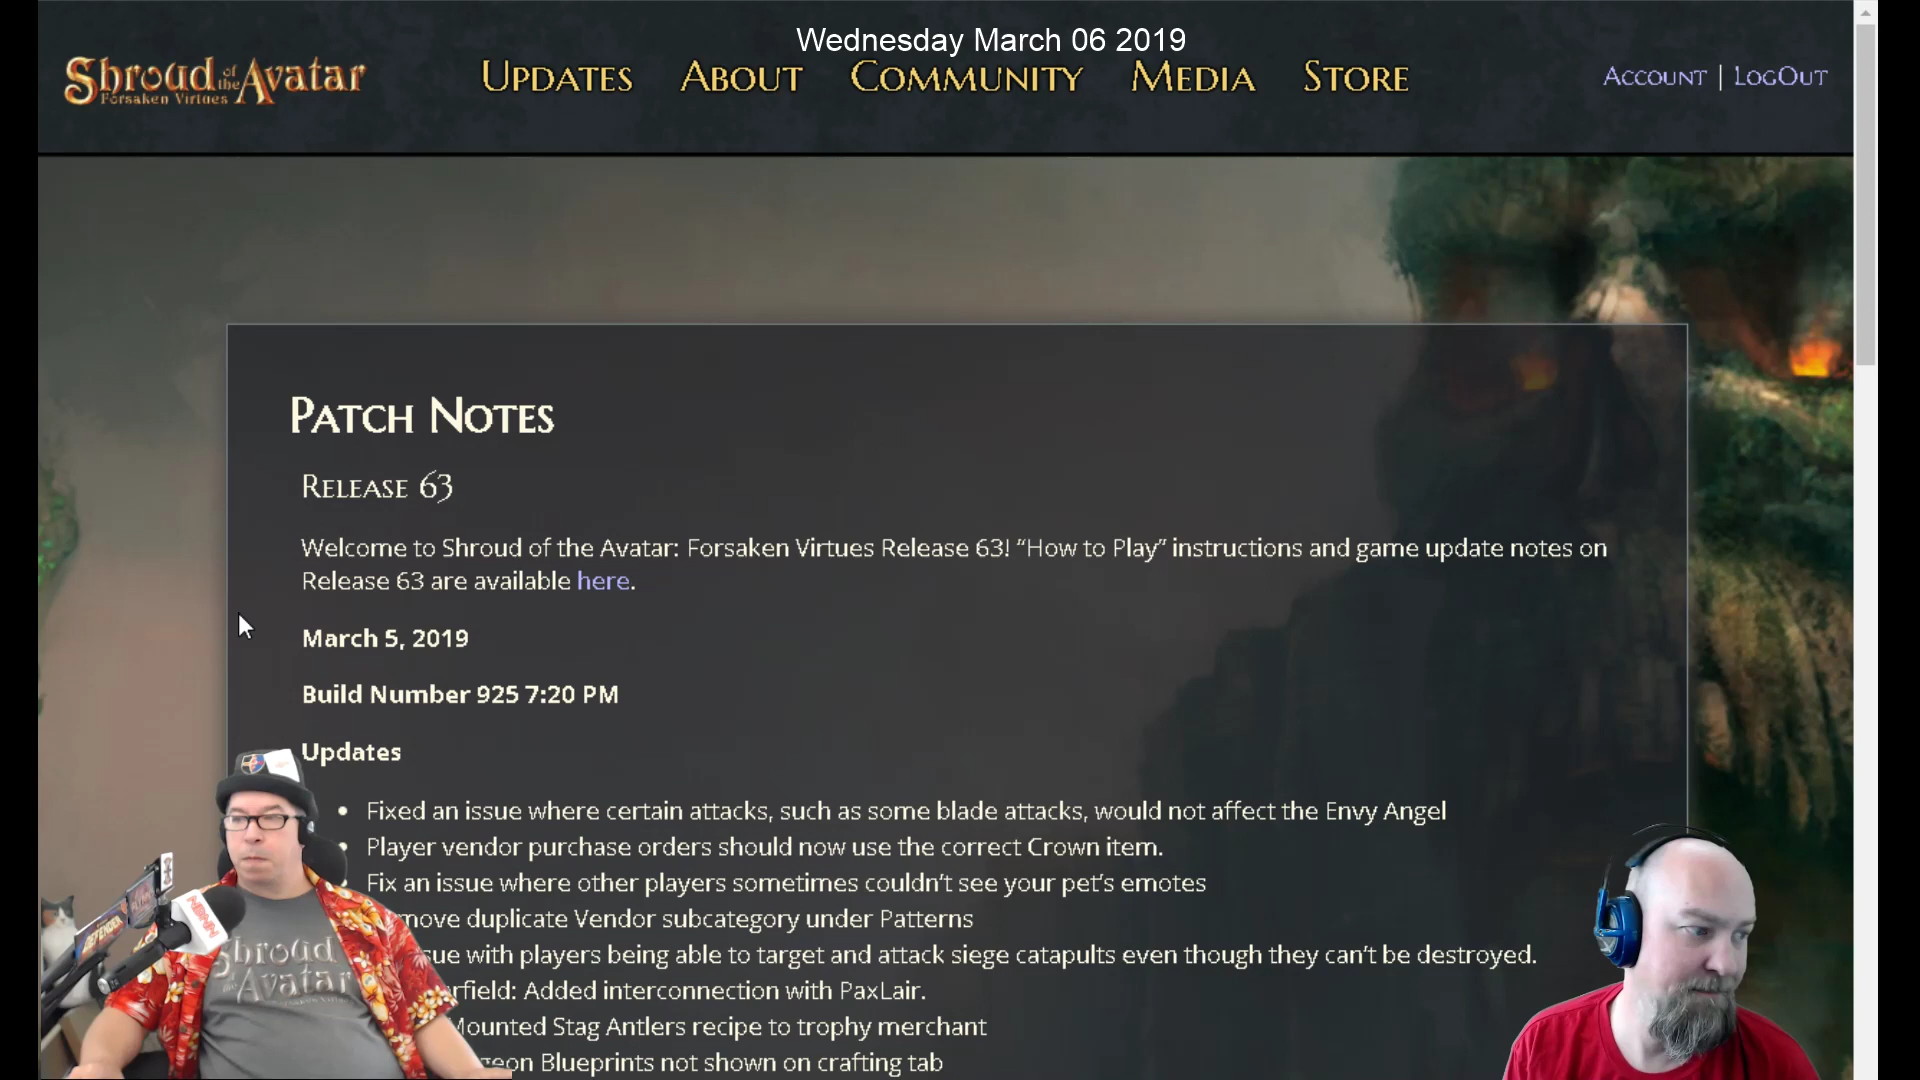 Wednesday March 06 2019
Shroud of the Avatar
Forsaken Virtues
Updates About Community Media Store
Account | LogOut
Patch Notes
Release 63
Welcome to Shroud of the Avatar: Forsaken Virtues Release 63! “How to Play” instructions and game update notes on
Release 63 are available here.
March 5, 2019
Build Number 925 7:20 PM
Updates
• Fixed an issue where certain attacks, such as some blade attacks, would not affect the Envy Angel
• Player vendor purchase orders should now use the correct Crown item.
Fix an issue where other players sometimes couldn't see your pet's emotes
move duplicate Vendor subcategory under Patterns
sue with players being able to target and attack siege catapults even though they can't be destroyed.
rfield: Added interconnection with PaxLair.
Mounted Stag Antlers recipe to trophy merchant
geon Blueprints not shown on crafting tab
DEFENDER
Shroud
of the
Avatar